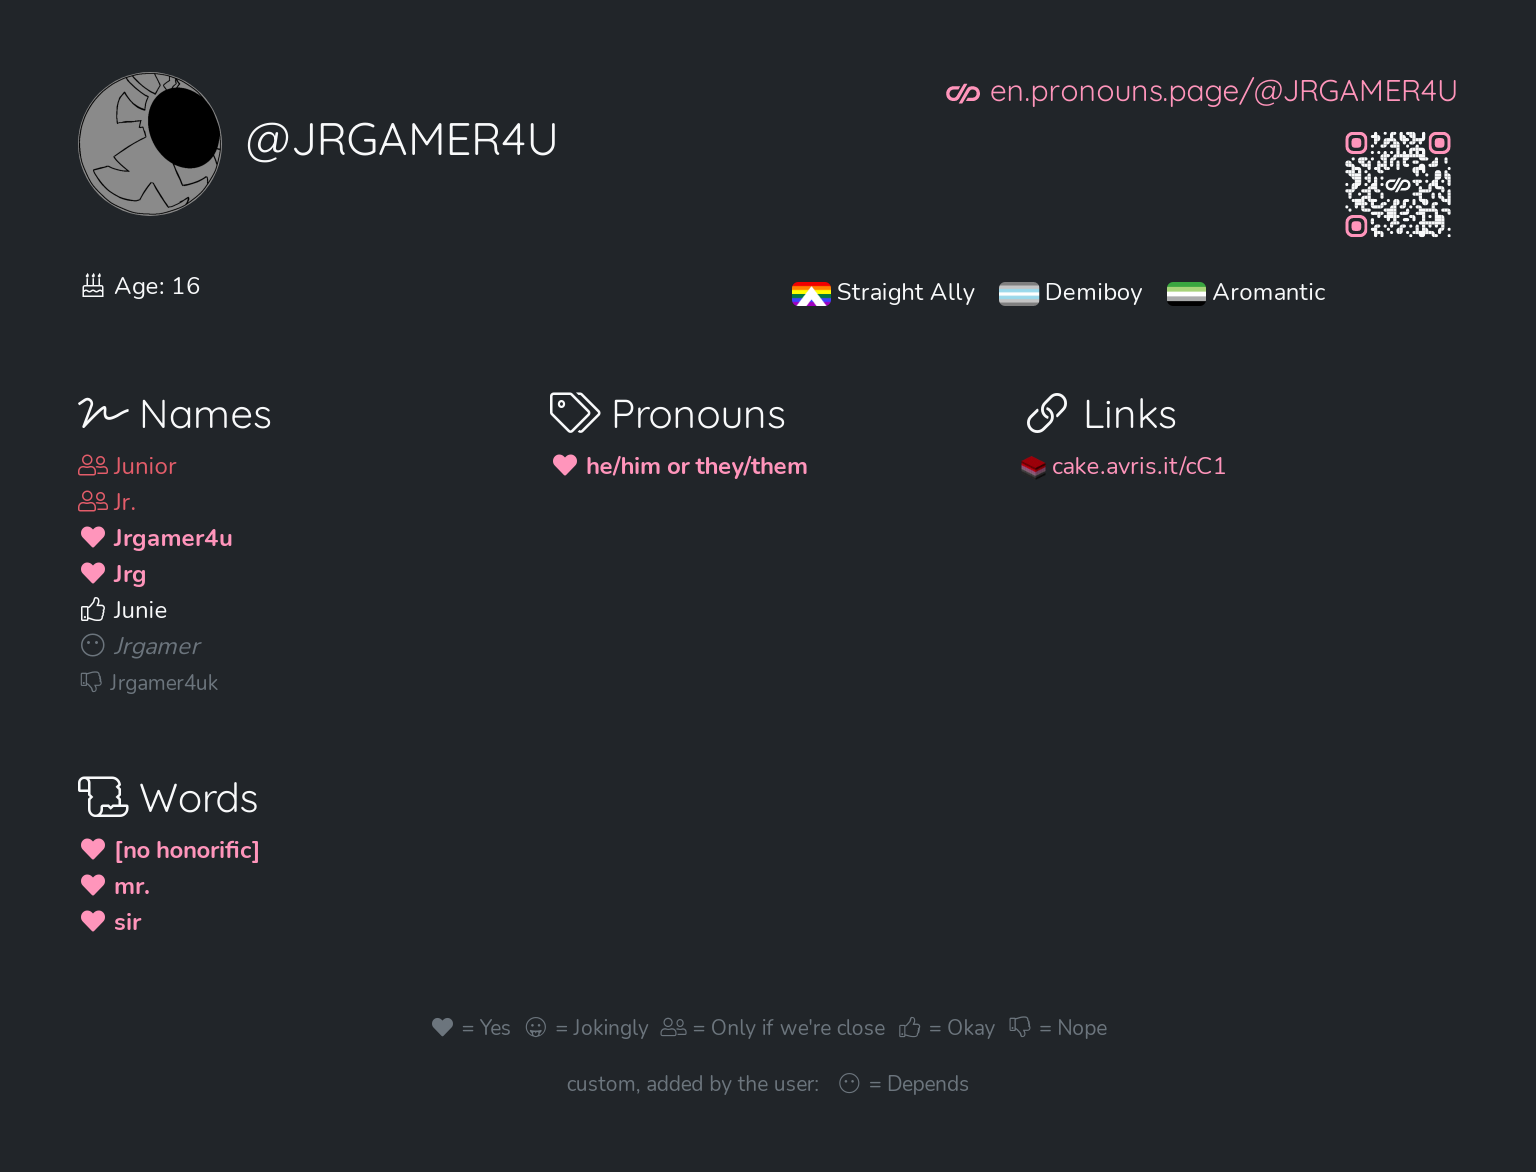 @JRGAMER4U
en.pronouns.page/@JRGAMER4U
Age: 16
Straight Ally Demiboy Aromantic
Names
Junior
Jr.
Jrgamer4u
Jrg
Junie
Jrgamer
Jrgamer4uk
Pronouns
he/him or they/them
Links
cake.avris.it/cC1
Words
[no honorific]
mr.
sir
= Yes = Jokingly = Only if we're close = Okay = Nope
custom, added by the user: = Depends